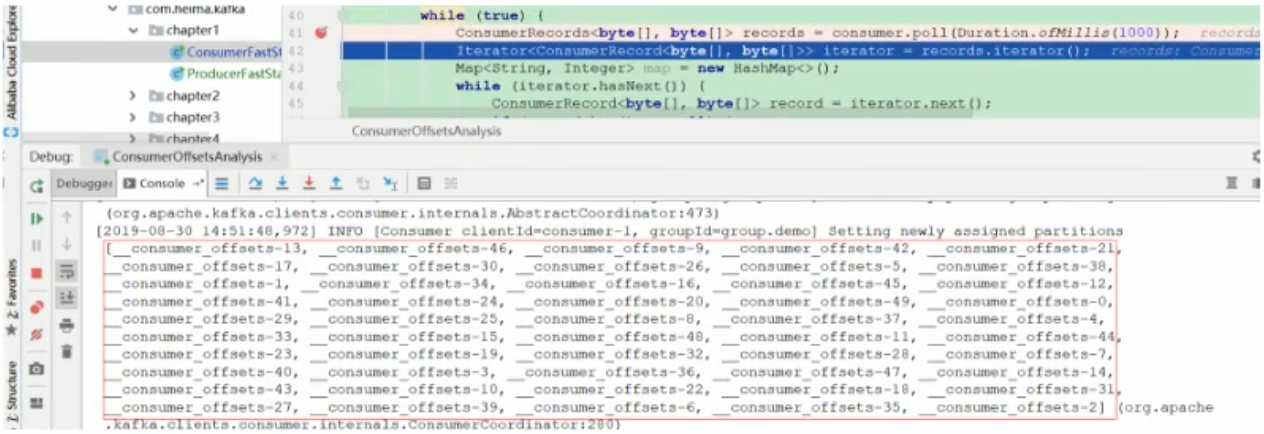 com.heima.kafka
chapter1
ConsumerFastSt
ProducerFastSta
chapter2
chapter3
chapter4
Alibaba Cloud Explore
40 while (true) {
41 ConsumerRecords<byte[], byte[]> records = consumer.poll(Duration.ofMillis(1000)); records
42 Iterator<ConsumerRecord<byte[], byte[]>> iterator = records.iterator(); records: Consumer
43 Map<String, Integer> map = new HashMap<>();
44 while (iterator.hasNext()) {
45 ConsumerRecord<byte[], byte[]> record = iterator.next();
ConsumerOffsetsAnalysis
Debug: ConsumerOffsetsAnalysis
Debugger Console
2: Favorites
Z: Structure
(org.apache.kafka.clients.consumer.internals.AbstractCoordinator:473)
[2019-08-30 14:51:48,972] INFO [Consumer clientId=consumer-1, groupId=group.demo] Setting newly assigned partitions
[__consumer_offsets-13, __consumer_offsets-46, __consumer_offsets-9, __consumer_offsets-42, __consumer_offsets-21,
__consumer_offsets-17, __consumer_offsets-30, __consumer_offsets-26, __consumer_offsets-5, __consumer_offsets-38,
__consumer_offsets-1, __consumer_offsets-34, __consumer_offsets-16, __consumer_offsets-45, __consumer_offsets-12,
__consumer_offsets-41, __consumer_offsets-24, __consumer_offsets-20, __consumer_offsets-49, __consumer_offsets-0,
__consumer_offsets-29, __consumer_offsets-25, __consumer_offsets-8, __consumer_offsets-37, __consumer_offsets-4,
__consumer_offsets-33, __consumer_offsets-15, __consumer_offsets-48, __consumer_offsets-11, __consumer_offsets-44,
__consumer_offsets-23, __consumer_offsets-19, __consumer_offsets-32, __consumer_offsets-28, __consumer_offsets-7,
__consumer_offsets-40, __consumer_offsets-3, __consumer_offsets-36, __consumer_offsets-47, __consumer_offsets-14,
__consumer_offsets-43, __consumer_offsets-10, __consumer_offsets-22, __consumer_offsets-18, __consumer_offsets-31,
__consumer_offsets-27, __consumer_offsets-39, __consumer_offsets-6, __consumer_offsets-35, __consumer_offsets-2] (org.apache
.kafka.clients.consumer.internals.ConsumerCoordinator:280)